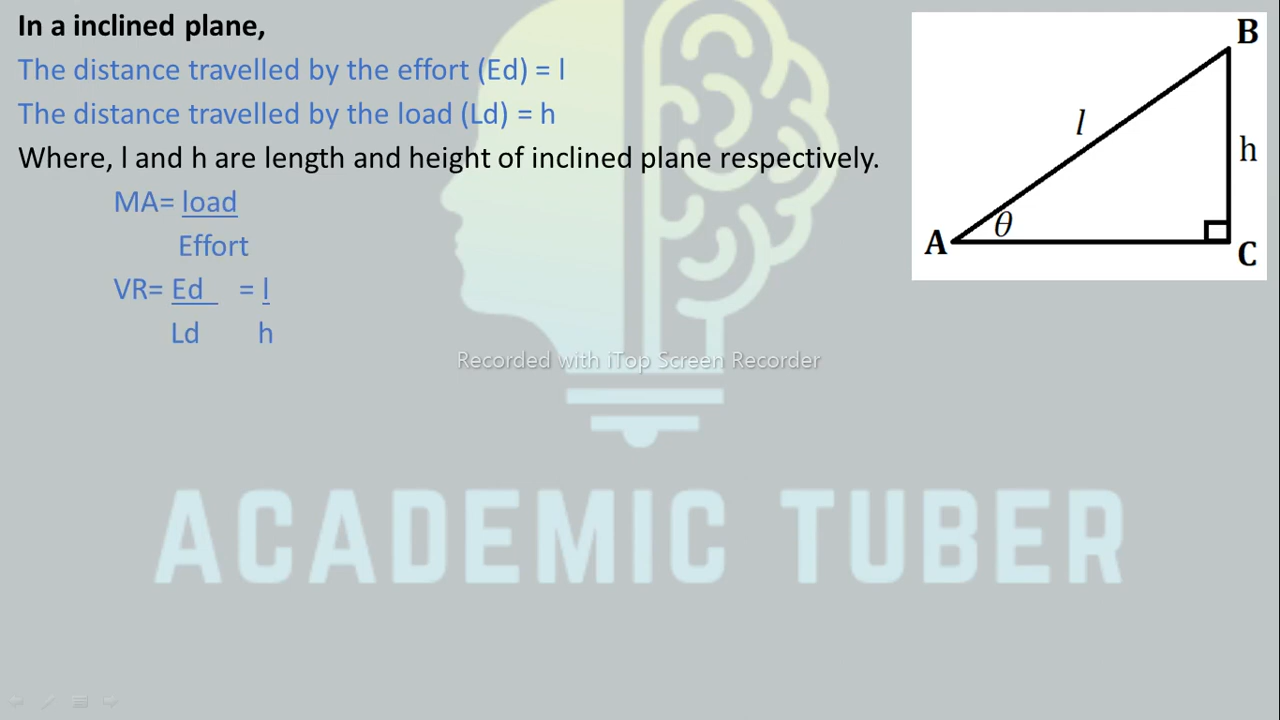 In a inclined plane,
The distance travelled by the effort (Ed) = l
The distance travelled by the load (Ld) = h
Where, l and h are length and height of inclined plane respectively.
MA= load
Effort
VR= Ed = l
Ld h
B
l
h
θ
A
C
Recorded with iTop Screen Recorder
ACADEMIC TUBER